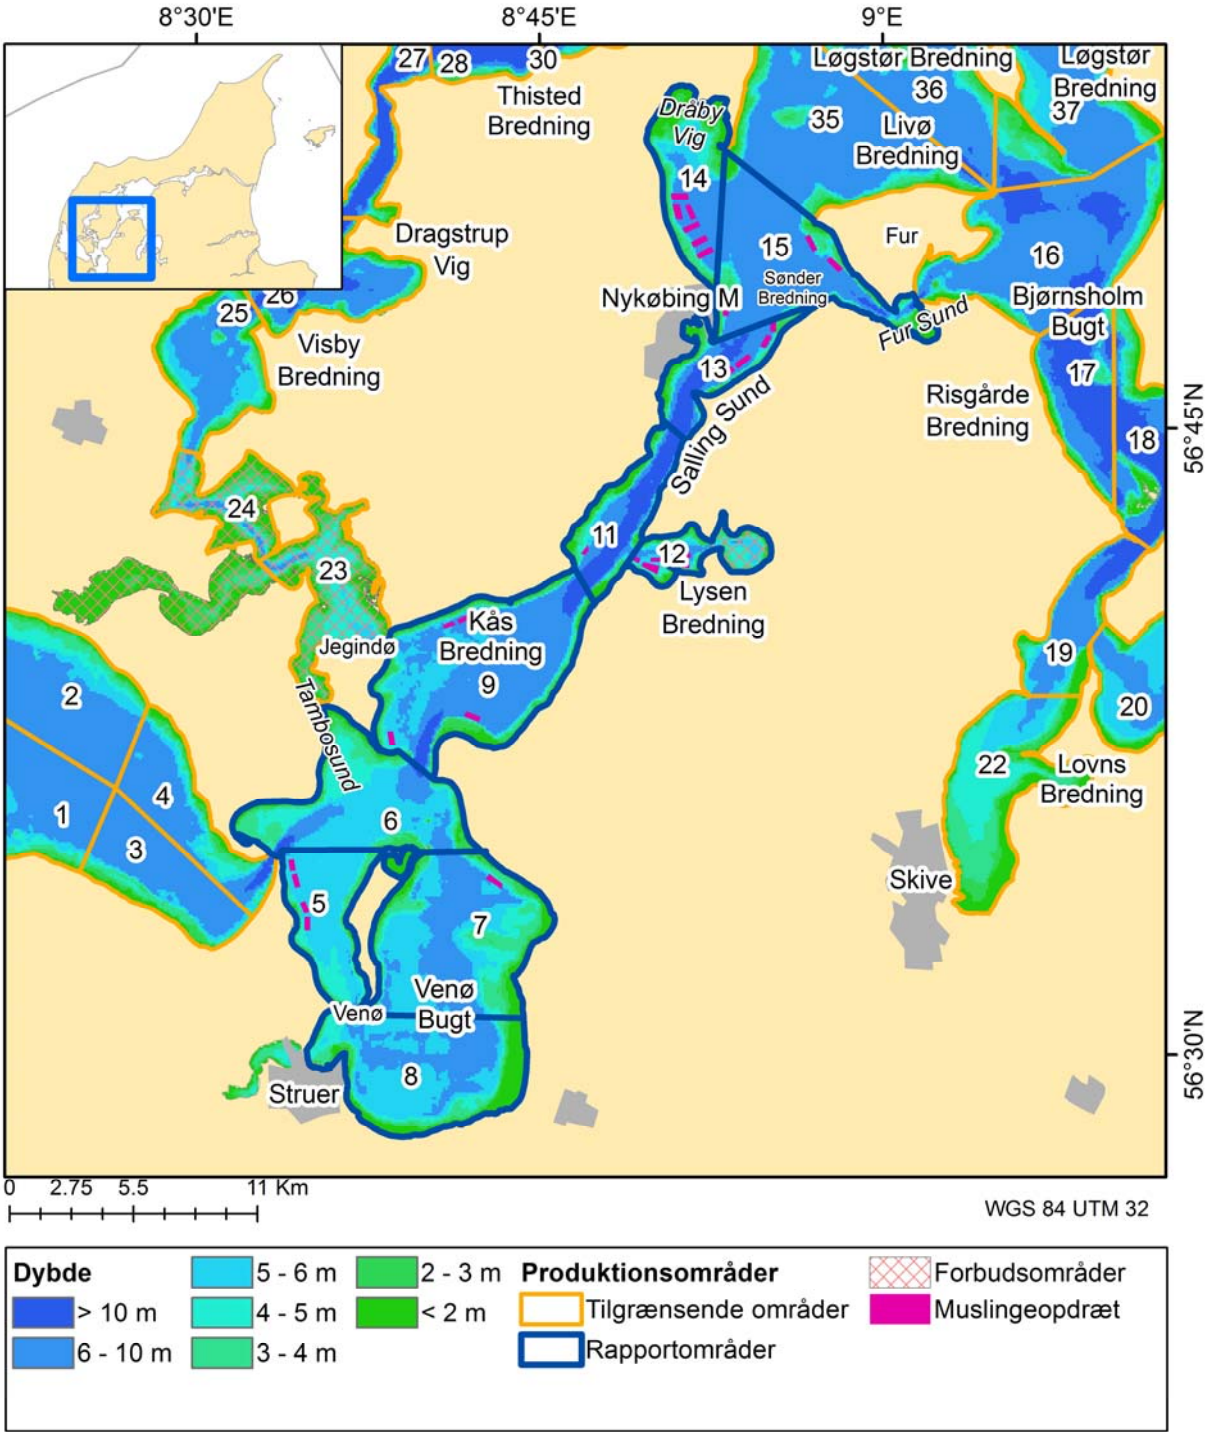 8°30'E
8°45'E
9°E
27
28
30
Thisted
Bredning
Dråby
Vig
14
35
Løgstør Bredning
36
Livø
Bredning
Løgstør
Bredning
37
Dragstrup
Vig
26
25
Visby
Bredning
15
Sønder
Bredning
Fur
16
Nykøbing M
Fur Sund
Bjørnsholm
Bugt
13
17
Risgårde
Bredning
18
56°45'N
Salling Sund
24
23
11
12
Lysen
Bredning
Jegindø
Kås
Bredning
9
19
20
2
Tambosund
22
Lovns
Bredning
1
4
3
6
5
7
Skive
Venø
Venø
Bugt
8
Struer
56°30'N
0 2.75 5.5 11 Km
WGS 84 UTM 32
Dybde
> 10 m
6 - 10 m
5 - 6 m
4 - 5 m
3 - 4 m
2 - 3 m
< 2 m
Produktionsområder
Tilgrænsende områder
Rapportområder
Forbudsområder
Muslingeopdræt